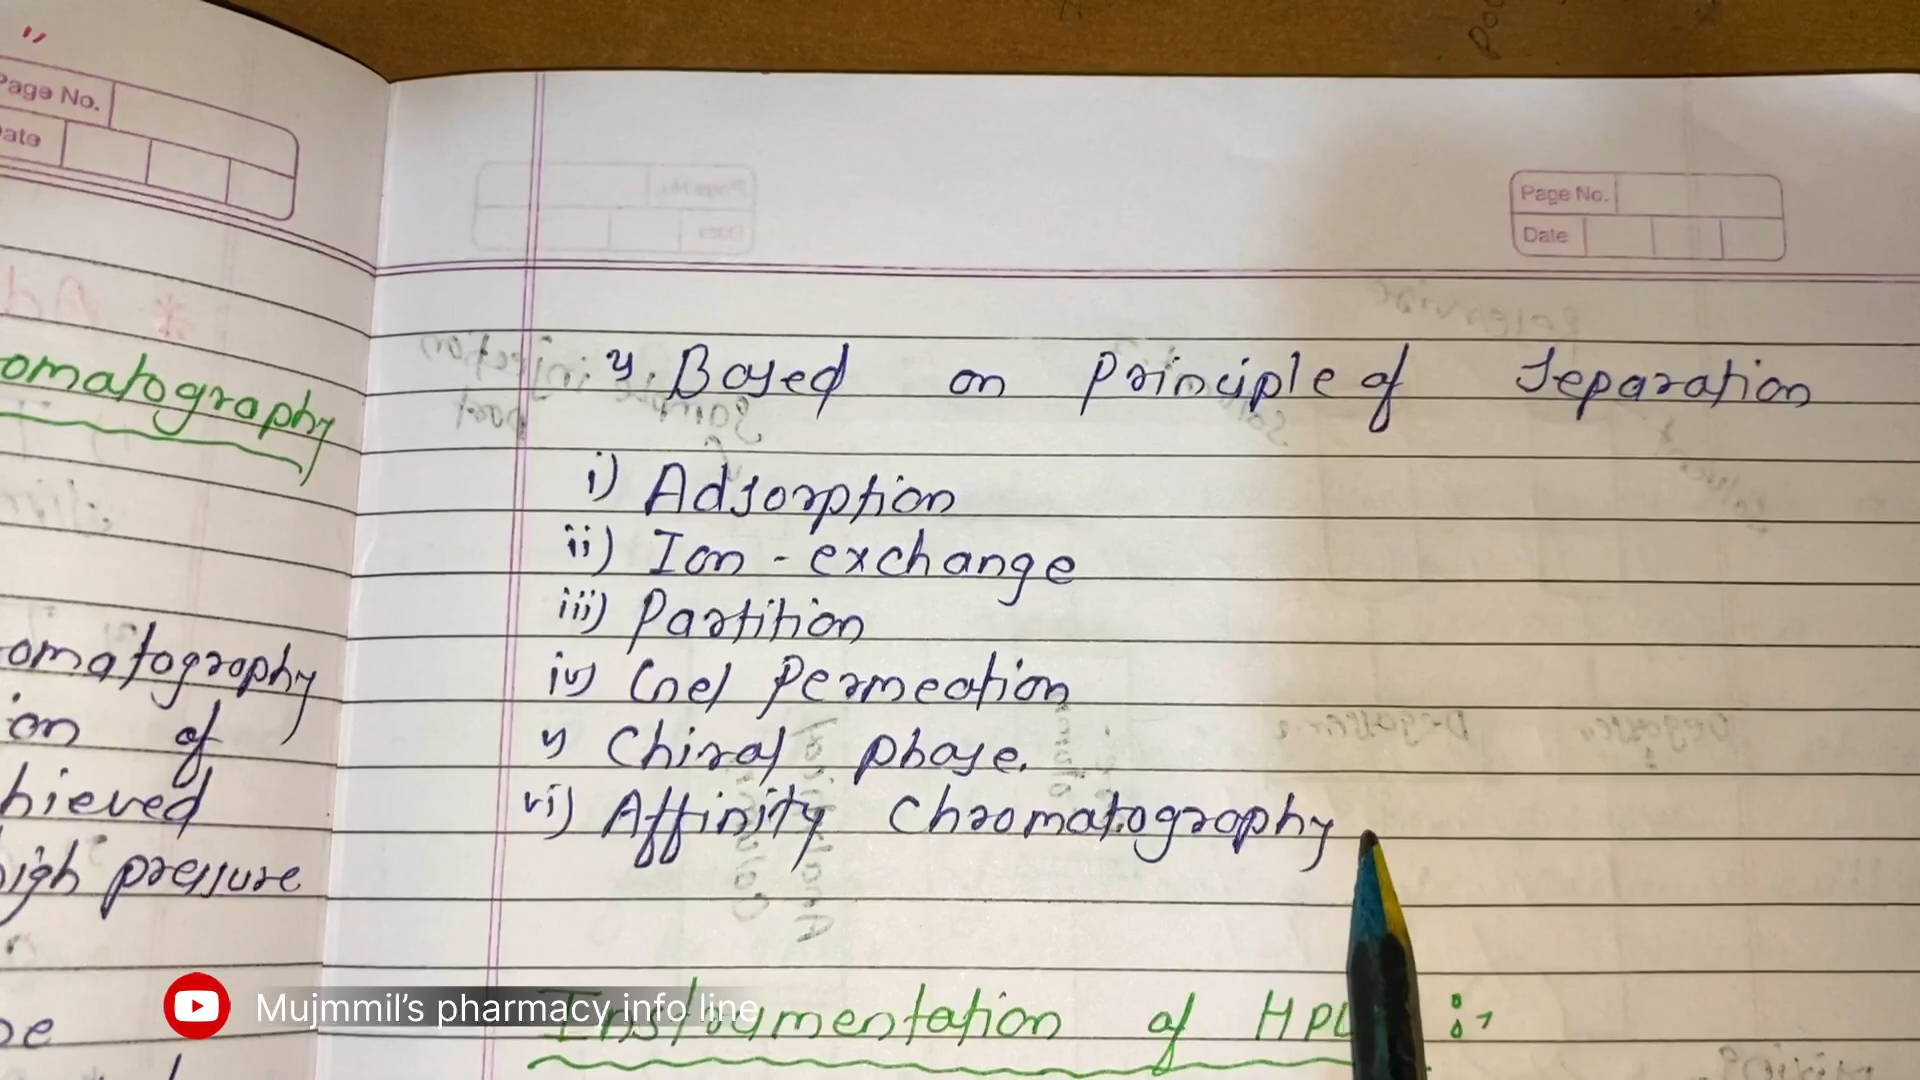 Page No.
Date
omatography
omatography
ion of
hieved
igh pressure
Page No.
Date
Based on Principle of Separation
i) Adsorption
ii) Ion - exchange
iii) Partition
iv) Gel Permeation
v) Chiral phase.
vi) Affinity Chromatography
Instrumentation of HPL :-
Mujmmil's pharmacy info line